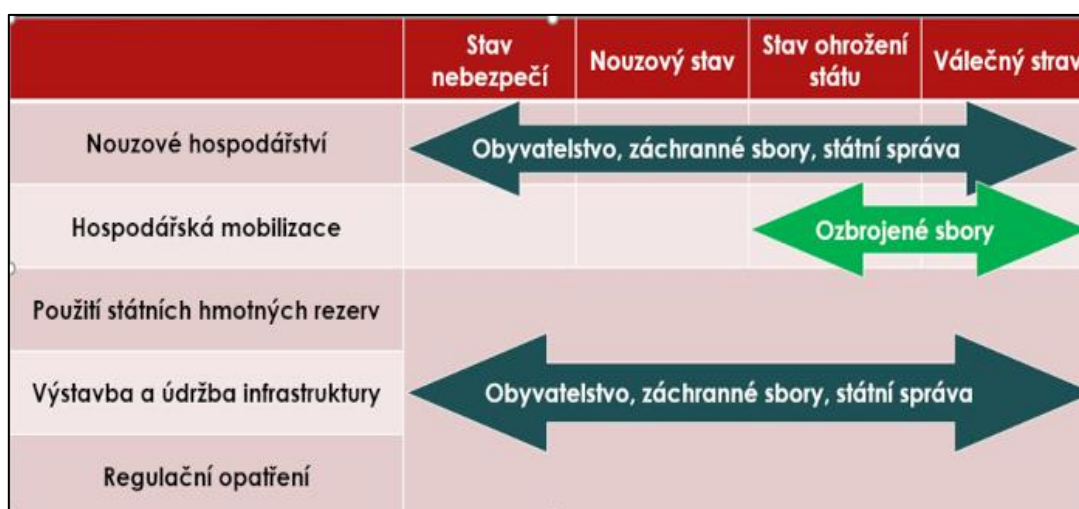 Stav
nebezpečí
Nouzový stav
Stav ohrožení
státu
Válečný strav
Nouzové hospodářství
Obyvatelstvo, záchranné sbory, státní správa
Hospodářská mobilizace
Ozbrojené sbory
Použití státních hmotných rezerv
Výstavba a údržba infrastruktury
Obyvatelstvo, záchranné sbory, státní správa
Regulační opatření